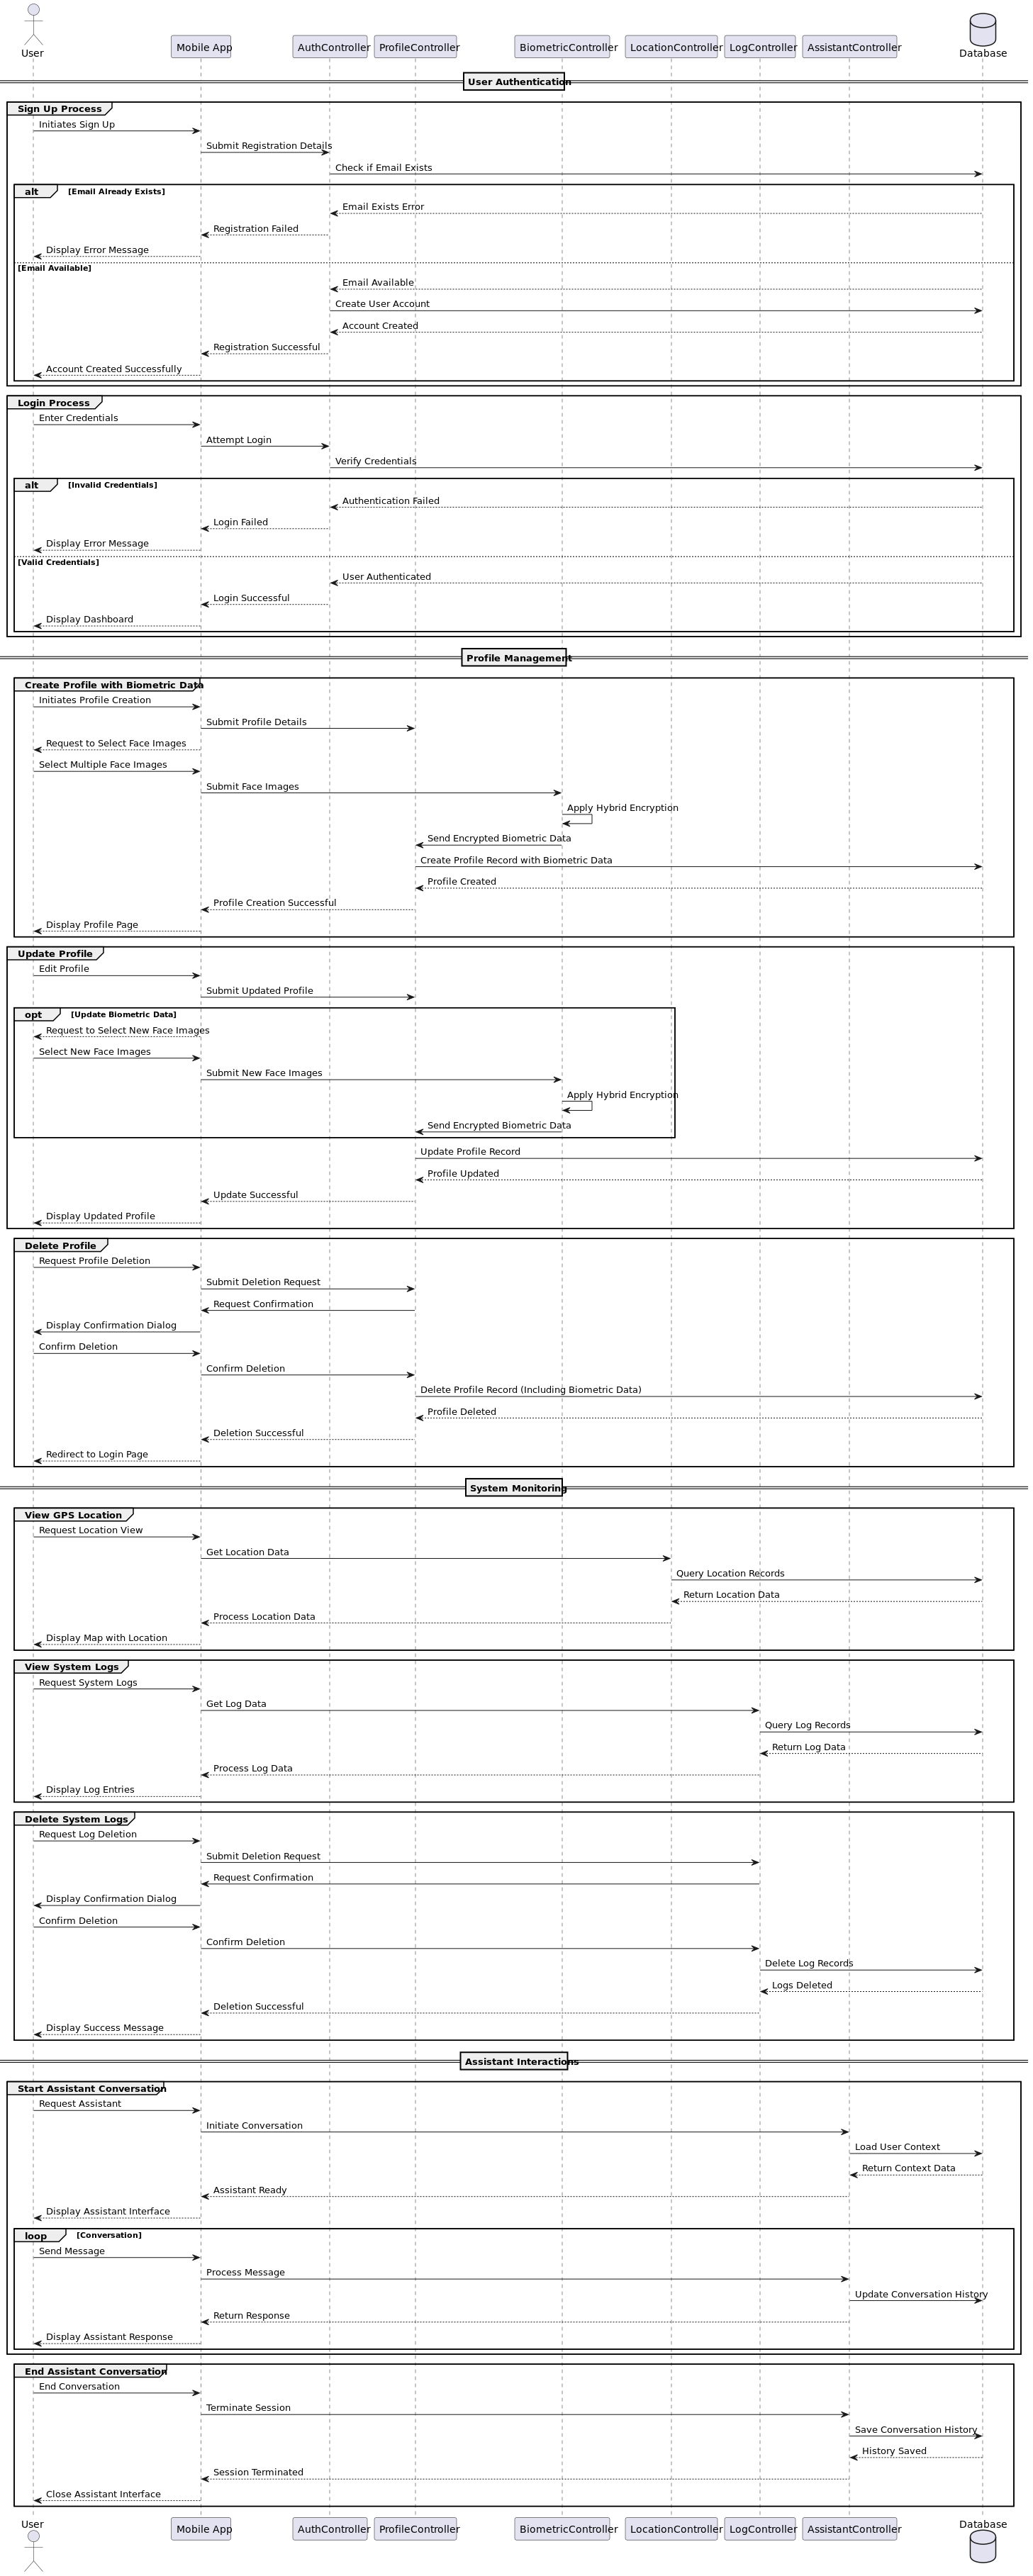 User
Mobile App
AuthController
ProfileController
BiometricController
LocationController
LogController
AssistantController
Database
User Authentication
Sign Up Process
Initiates Sign Up
Submit Registration Details
Check if Email Exists
alt [Email Already Exists]
Email Exists Error
Registration Failed
Display Error Message
[Email Available]
Email Available
Create User Account
Account Created
Registration Successful
Account Created Successfully
Login Process
Enter Credentials
Attempt Login
Verify Credentials
alt [Invalid Credentials]
Authentication Failed
Login Failed
Display Error Message
[Valid Credentials]
User Authenticated
Login Successful
Display Dashboard
Profile Management
Create Profile with Biometric Data
Initiates Profile Creation
Submit Profile Details
Request to Select Face Images
Select Multiple Face Images
Submit Face Images
Apply Hybrid Encryption
Send Encrypted Biometric Data
Create Profile Record with Biometric Data
Profile Created
Profile Creation Successful
Display Profile Page
Update Profile
Edit Profile
Submit Updated Profile
opt [Update Biometric Data]
Request to Select New Face Images
Select New Face Images
Submit New Face Images
Apply Hybrid Encryption
Send Encrypted Biometric Data
Update Profile Record
Profile Updated
Update Successful
Display Updated Profile
Delete Profile
Request Profile Deletion
Submit Deletion Request
Request Confirmation
Display Confirmation Dialog
Confirm Deletion
Confirm Deletion
Delete Profile Record (Including Biometric Data)
Profile Deleted
Deletion Successful
Redirect to Login Page
System Monitoring
View GPS Location
Request Location View
Get Location Data
Query Location Records
Return Location Data
Process Location Data
Display Map with Location
View System Logs
Request System Logs
Get Log Data
Query Log Records
Return Log Data
Process Log Data
Display Log Entries
Delete System Logs
Request Log Deletion
Submit Deletion Request
Request Confirmation
Display Confirmation Dialog
Confirm Deletion
Confirm Deletion
Delete Log Records
Logs Deleted
Deletion Successful
Display Success Message
Assistant Interactions
Start Assistant Conversation
Request Assistant
Initiate Conversation
Load User Context
Return Context Data
Assistant Ready
Display Assistant Interface
loop [Conversation]
Send Message
Process Message
Update Conversation History
Return Response
Display Assistant Response
End Assistant Conversation
End Conversation
Terminate Session
Save Conversation History
History Saved
Session Terminated
Close Assistant Interface
User
Mobile App
AuthController
ProfileController
BiometricController
LocationController
LogController
AssistantController
Database